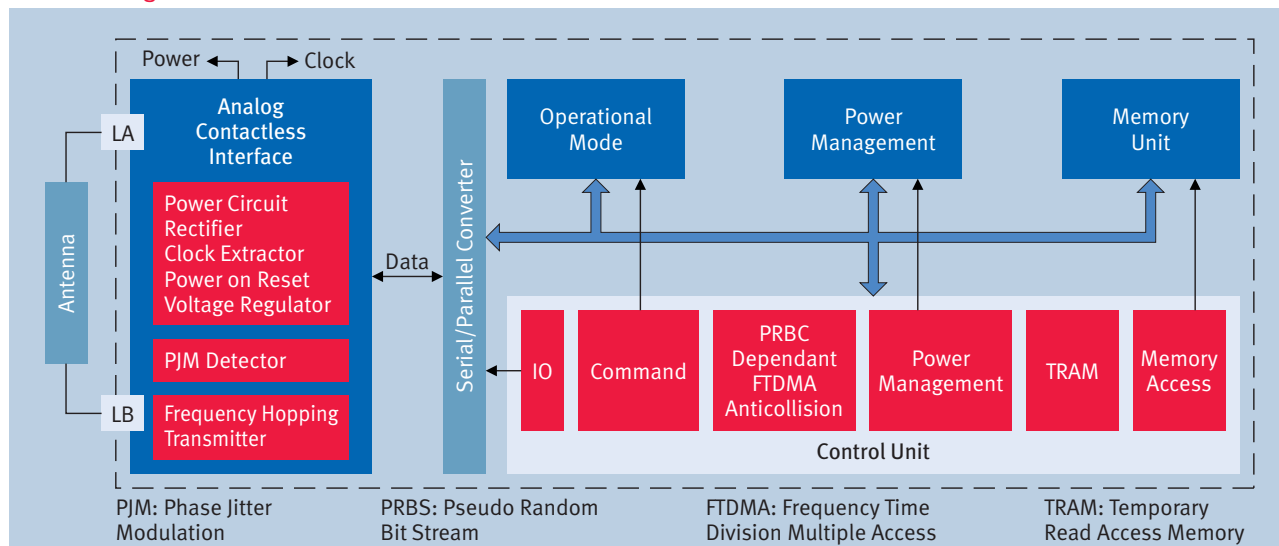 Power
Clock
Analog
Contactless
Interface
LA
Power Circuit
Rectifier
Clock Extractor
Power on Reset
Voltage Regulator
PJM Detector
LB
Frequency Hopping
Transmitter
Antenna
Data
Serial/Parallel Converter
Operational
Mode
Power
Management
Memory
Unit
IO
Command
PRBC
Dependant
FTDMA
Anticollision
Power
Management
TRAM
Memory
Access
Control Unit
PJM: Phase Jitter
Modulation
PRBS: Pseudo Random
Bit Stream
FTDMA: Frequency Time
Division Multiple Access
TRAM: Temporary
Read Access Memory